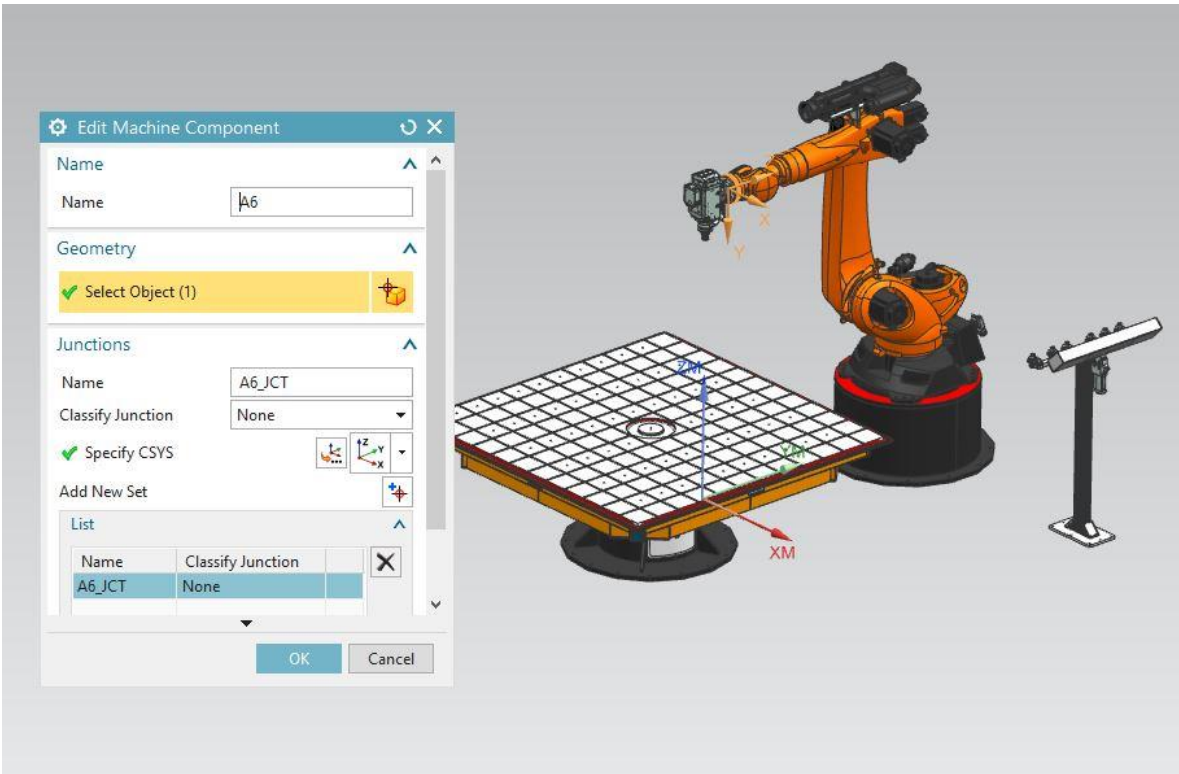 Edit Machine Component
Name
Name A6
Geometry
Select Object (1)
Junctions
Name A6_JCT
Classify Junction None
Specify CSYS
Z Y X
Add New Set
List
Name Classify Junction
A6_JCT None
OK Cancel
X
Y
ZM
YM
XM